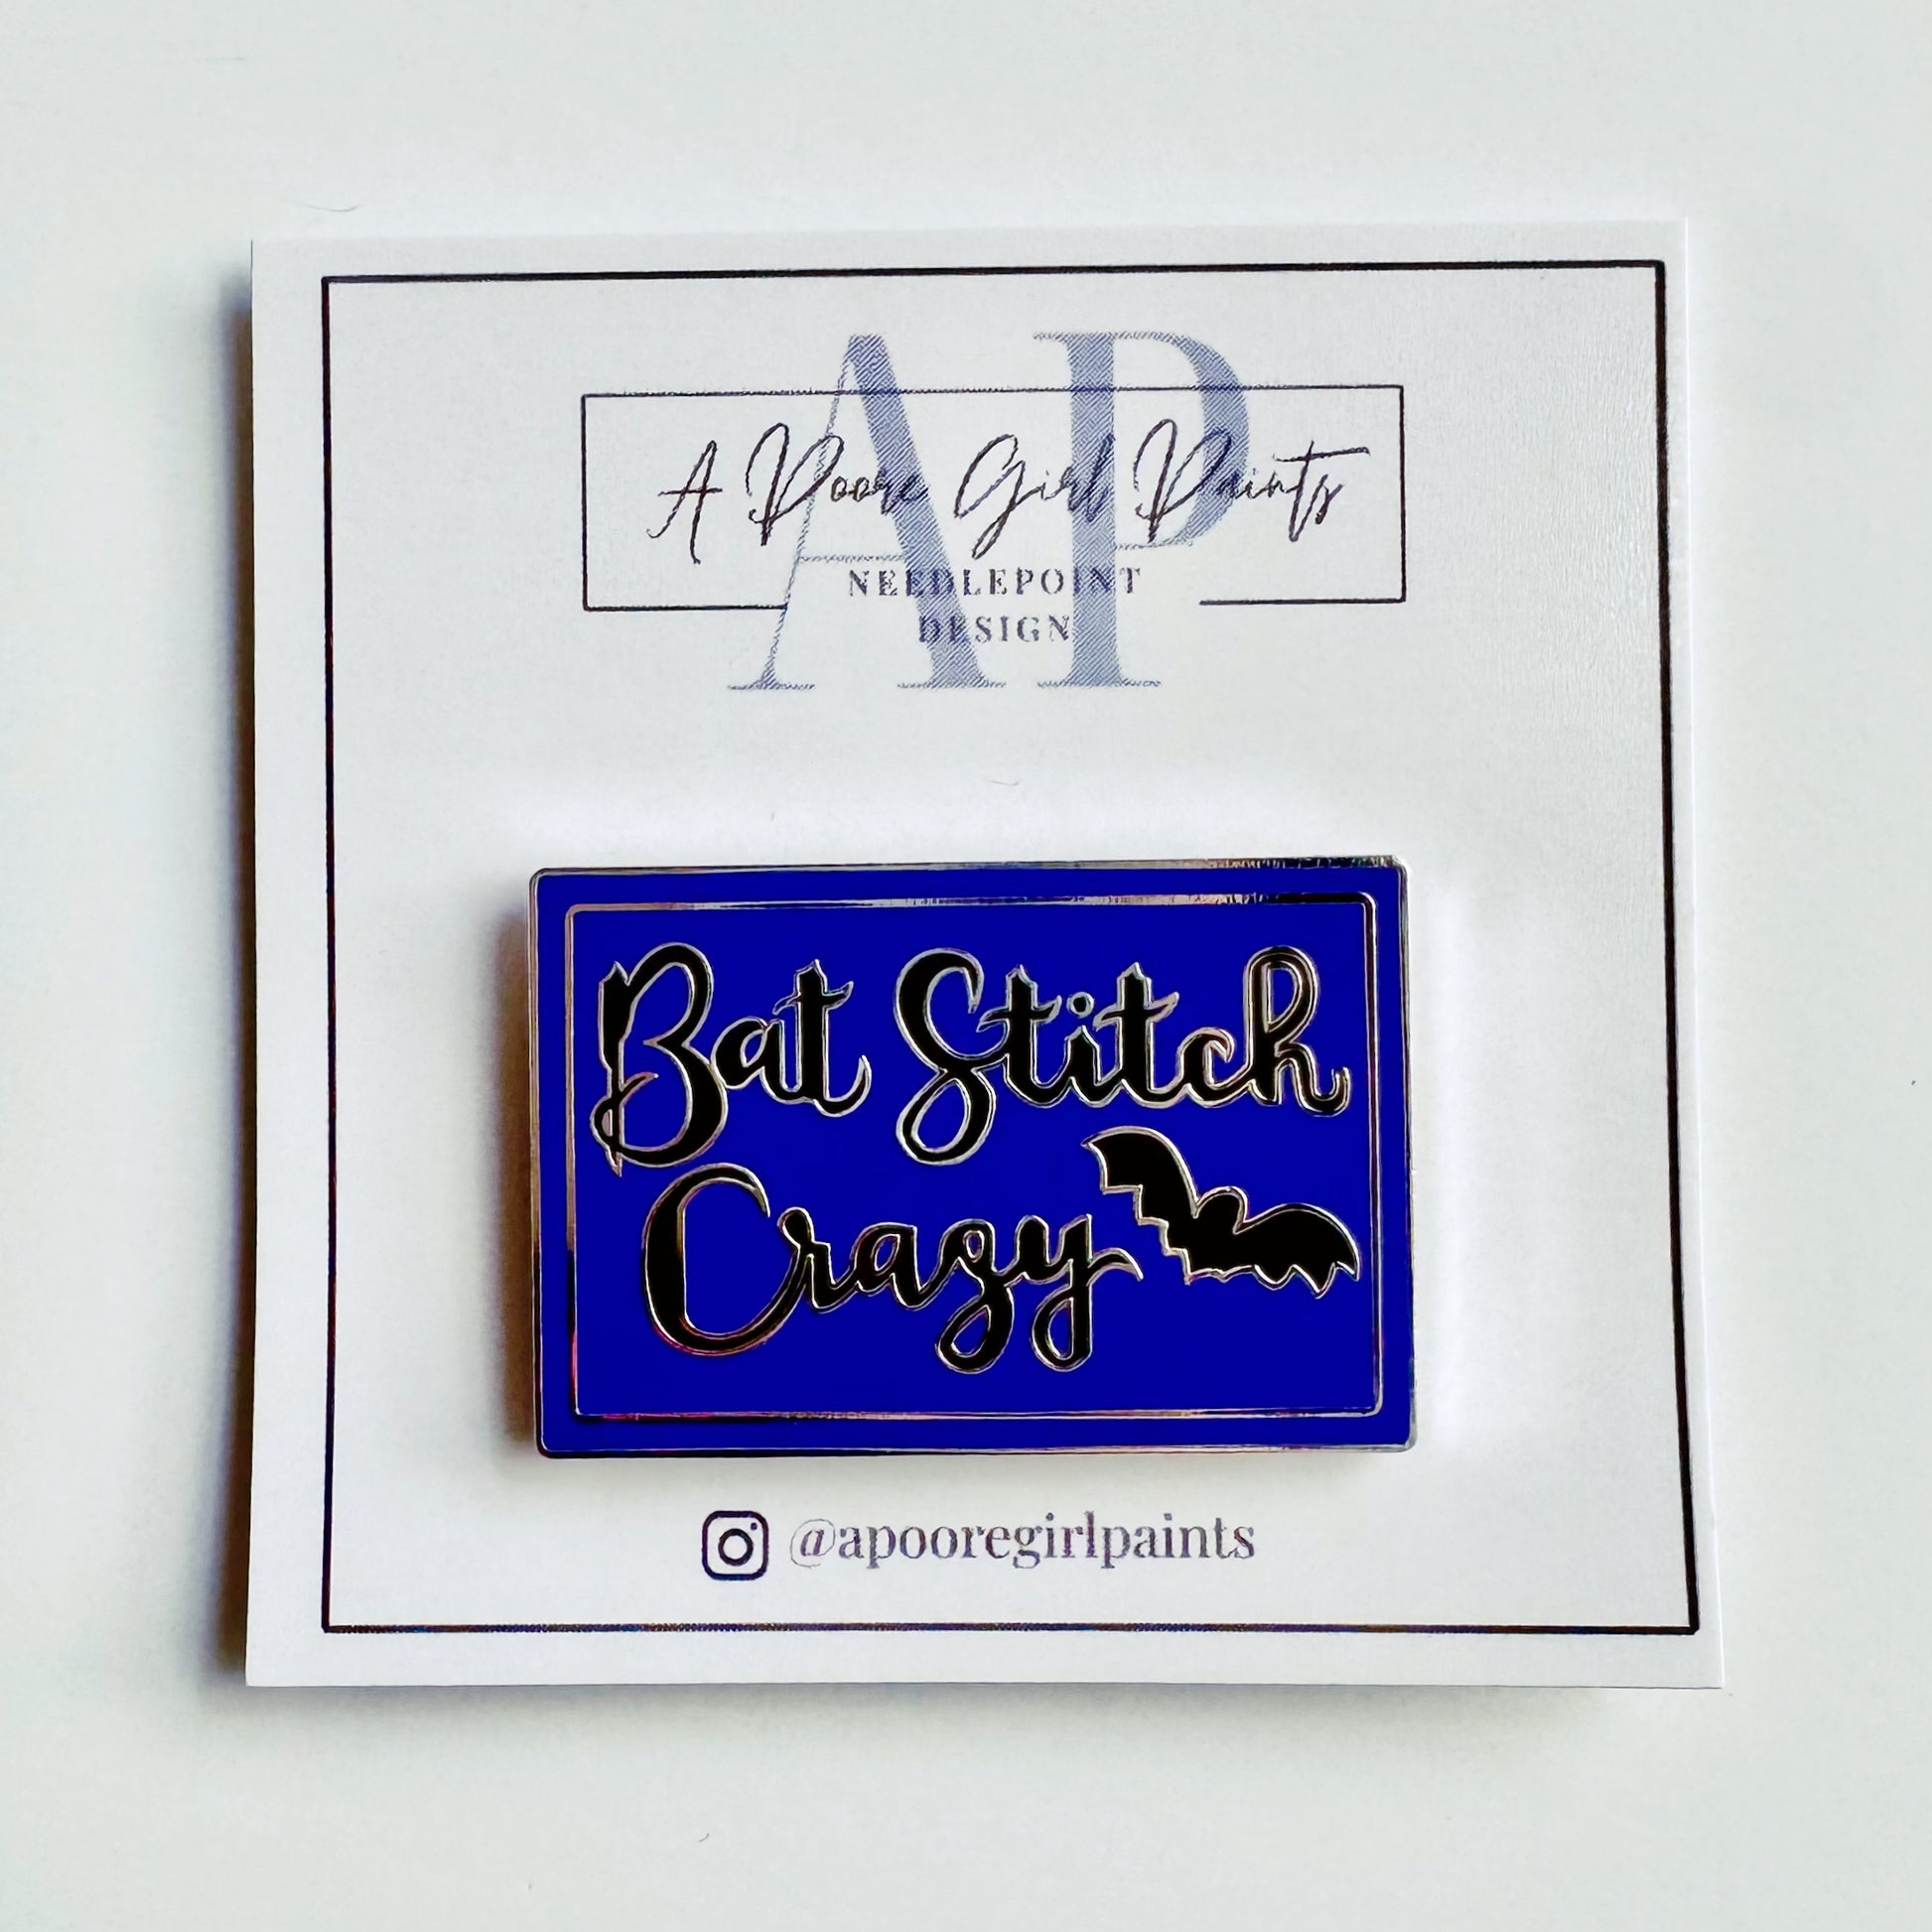 AP
A Poore Girl Paints
NEEDLEPOINT
DESIGN
Bat Stitch
Crazy
@apooregirlpaints